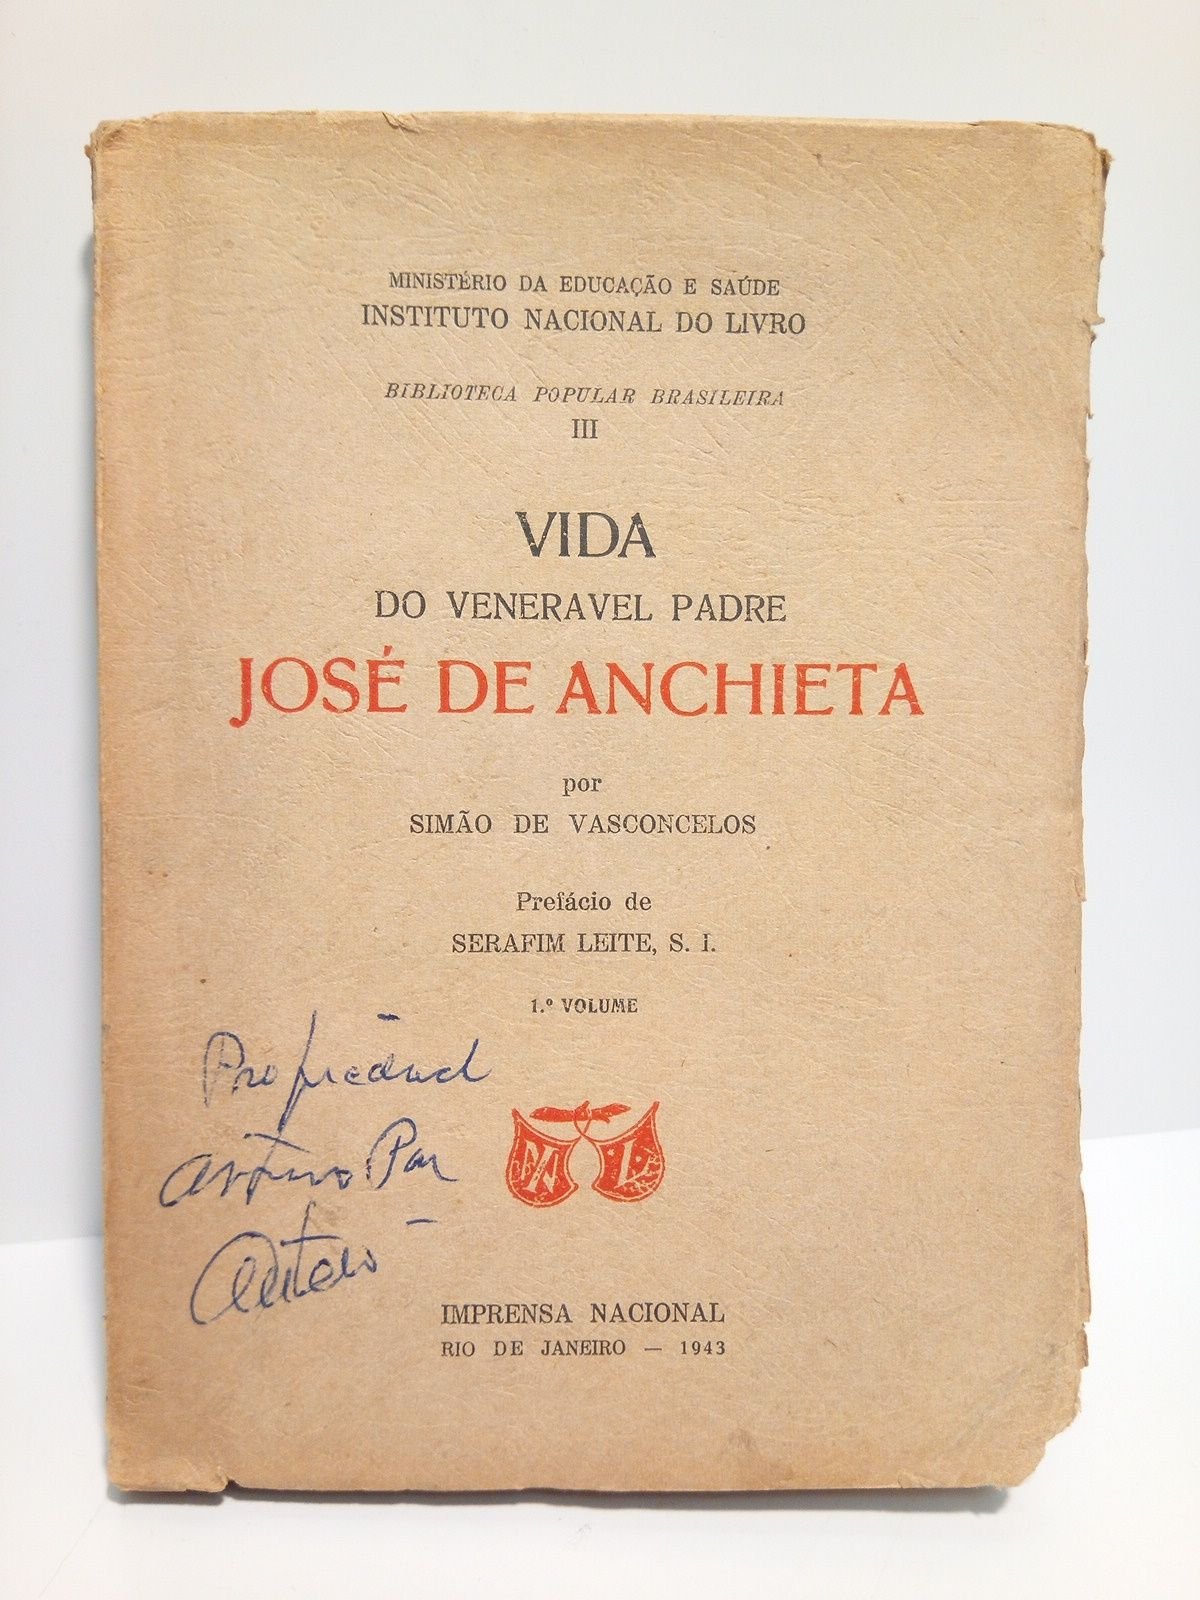 MINISTÉRIO DA EDUCAÇÃO E SAÚDE
INSTITUTO NACIONAL DO LIVRO
BIBLIOTECA POPULAR BRASILEIRA
III
VIDA
DO VENERAVEL PADRE
JOSÉ DE ANCHIETA
por
SIMÃO DE VASCONCELOS
Prefácio de
SERAFIM LEITE, S. I.
1.º VOLUME
Propiedad
IMPRENSA NACIONAL
RIO DE JANEIRO — 1943